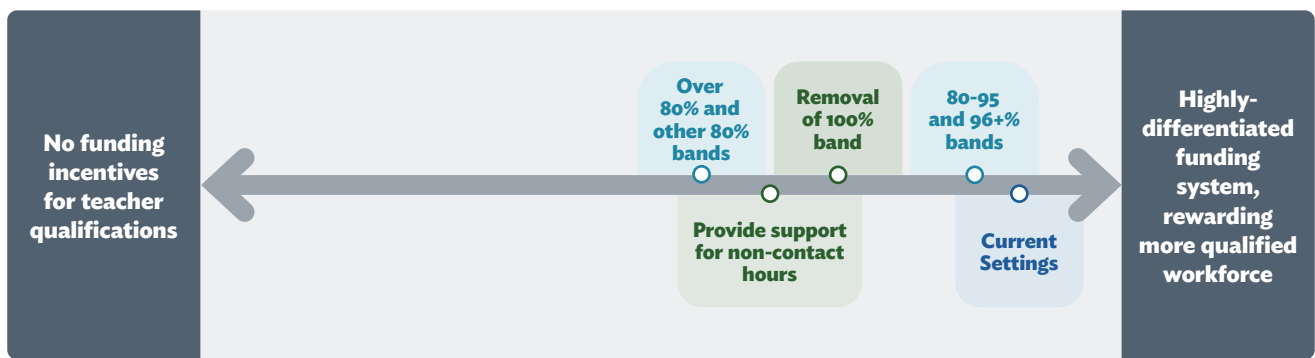 No funding
incentives
for teacher
qualifications
Over
80% and
other 80%
bands
Removal
of 100%
band
80-95
and 96+%
bands
Provide support
for non-contact
hours
Current
Settings
Highly-
differentiated
funding
system,
rewarding
more qualified
workforce